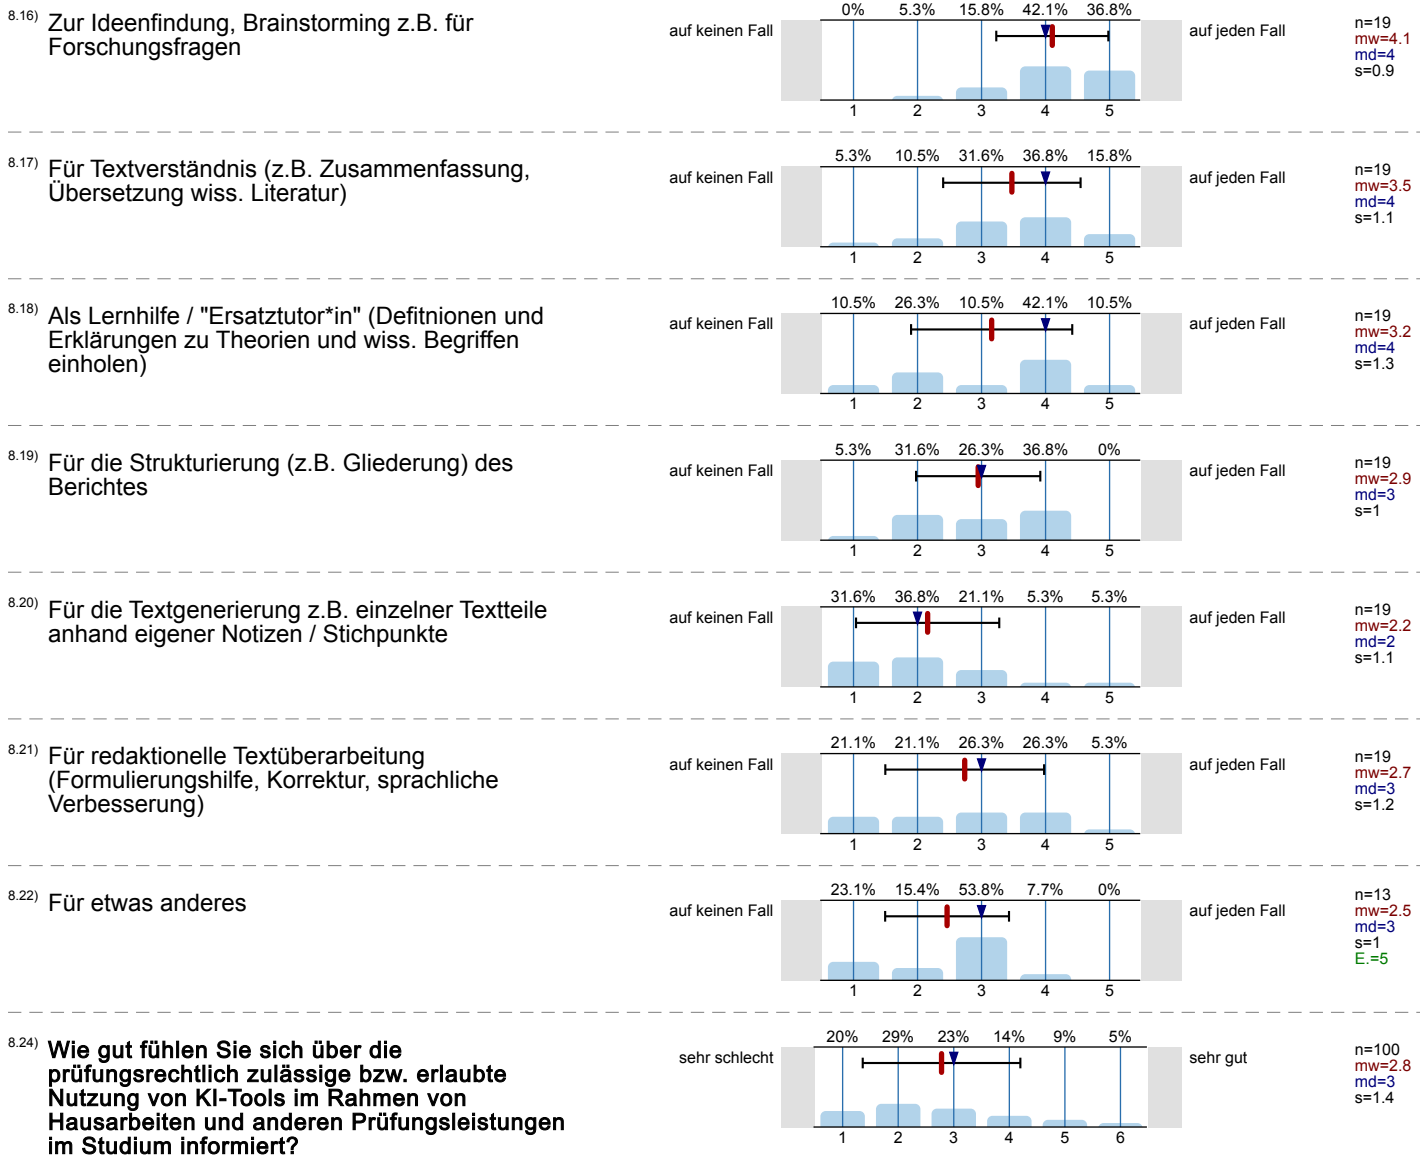 8.16) Zur Ideenfindung, Brainstorming z.B. für
Forschungsfragen
auf keinen Fall
0% 5.3% 15.8% 42.1% 36.8%
1 2 3 4 5
auf jeden Fall
n=19
mw=4.1
md=4
s=0.9
8.17) Für Textverständnis (z.B. Zusammenfassung,
Übersetzung wiss. Literatur)
auf keinen Fall
5.3% 10.5% 31.6% 36.8% 15.8%
1 2 3 4 5
auf jeden Fall
n=19
mw=3.5
md=4
s=1.1
8.18) Als Lernhilfe / "Ersatztutor*in" (Defitnionen und
Erklärungen zu Theorien und wiss. Begriffen
einholen)
auf keinen Fall
10.5% 26.3% 10.5% 42.1% 10.5%
1 2 3 4 5
auf jeden Fall
n=19
mw=3.2
md=4
s=1.3
8.19) Für die Strukturierung (z.B. Gliederung) des
Berichtes
auf keinen Fall
5.3% 31.6% 26.3% 36.8% 0%
1 2 3 4 5
auf jeden Fall
n=19
mw=2.9
md=3
s=1
8.20) Für die Textgenerierung z.B. einzelner Textteile
anhand eigener Notizen / Stichpunkte
auf keinen Fall
31.6% 36.8% 21.1% 5.3% 5.3%
1 2 3 4 5
auf jeden Fall
n=19
mw=2.2
md=2
s=1.1
8.21) Für redaktionelle Textüberarbeitung
(Formulierungshilfe, Korrektur, sprachliche
Verbesserung)
auf keinen Fall
21.1% 21.1% 26.3% 26.3% 5.3%
1 2 3 4 5
auf jeden Fall
n=19
mw=2.7
md=3
s=1.2
8.22) Für etwas anderes
auf keinen Fall
23.1% 15.4% 53.8% 7.7% 0%
1 2 3 4 5
auf jeden Fall
n=13
mw=2.5
md=3
s=1
E.=5
8.24) Wie gut fühlen Sie sich über die
prüfungsrechtlich zulässige bzw. erlaubte
Nutzung von KI-Tools im Rahmen von
Hausarbeiten und anderen Prüfungsleistungen
im Studium informiert?
sehr schlecht
20% 29% 23% 14% 9% 5%
1 2 3 4 5 6
sehr gut
n=100
mw=2.8
md=3
s=1.4